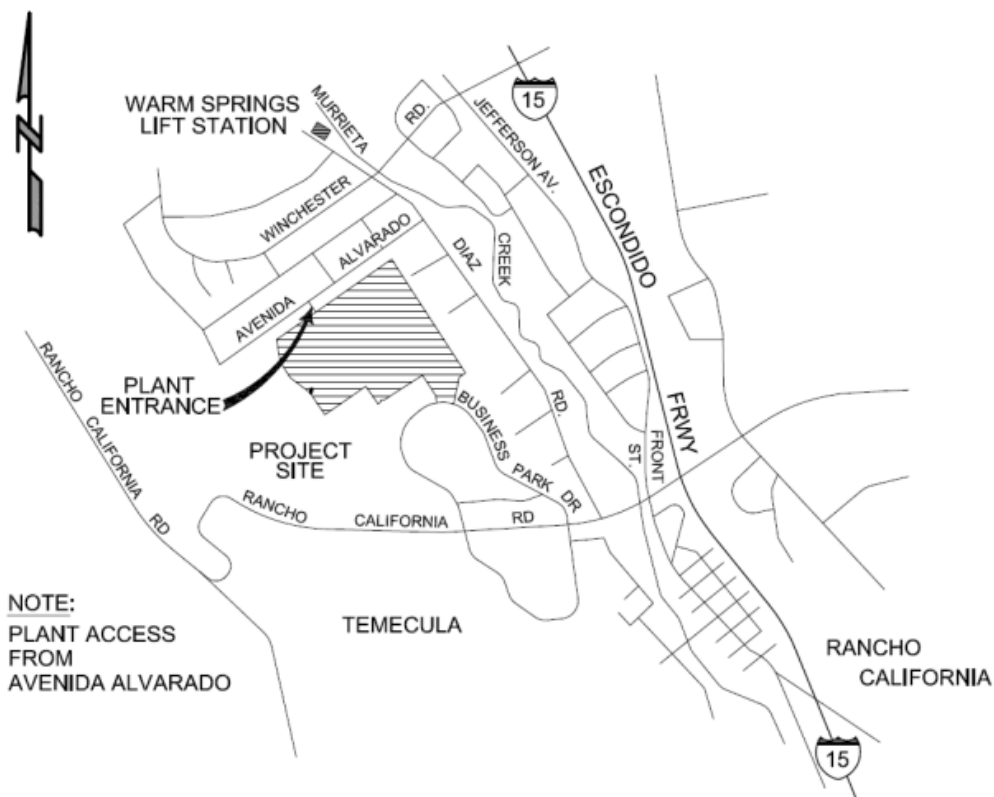 N
15
WARM SPRINGS
LIFT STATION
MURRIETA
RD.
JEFFERSON AV.
ESCONDIDO
WINCHESTER
ALVARADO
DIAZ
CREEK
AVENIDA
RANCHO
CALIFORNIA
RD
PLANT
ENTRANCE
BUSINESS
PARK
DR
RD.
FRWY
FRONT
ST.
PROJECT
SITE
RANCHO
CALIFORNIA
RD
NOTE:
PLANT ACCESS
FROM
AVENIDA ALVARADO
TEMECULA
RANCHO
CALIFORNIA
15